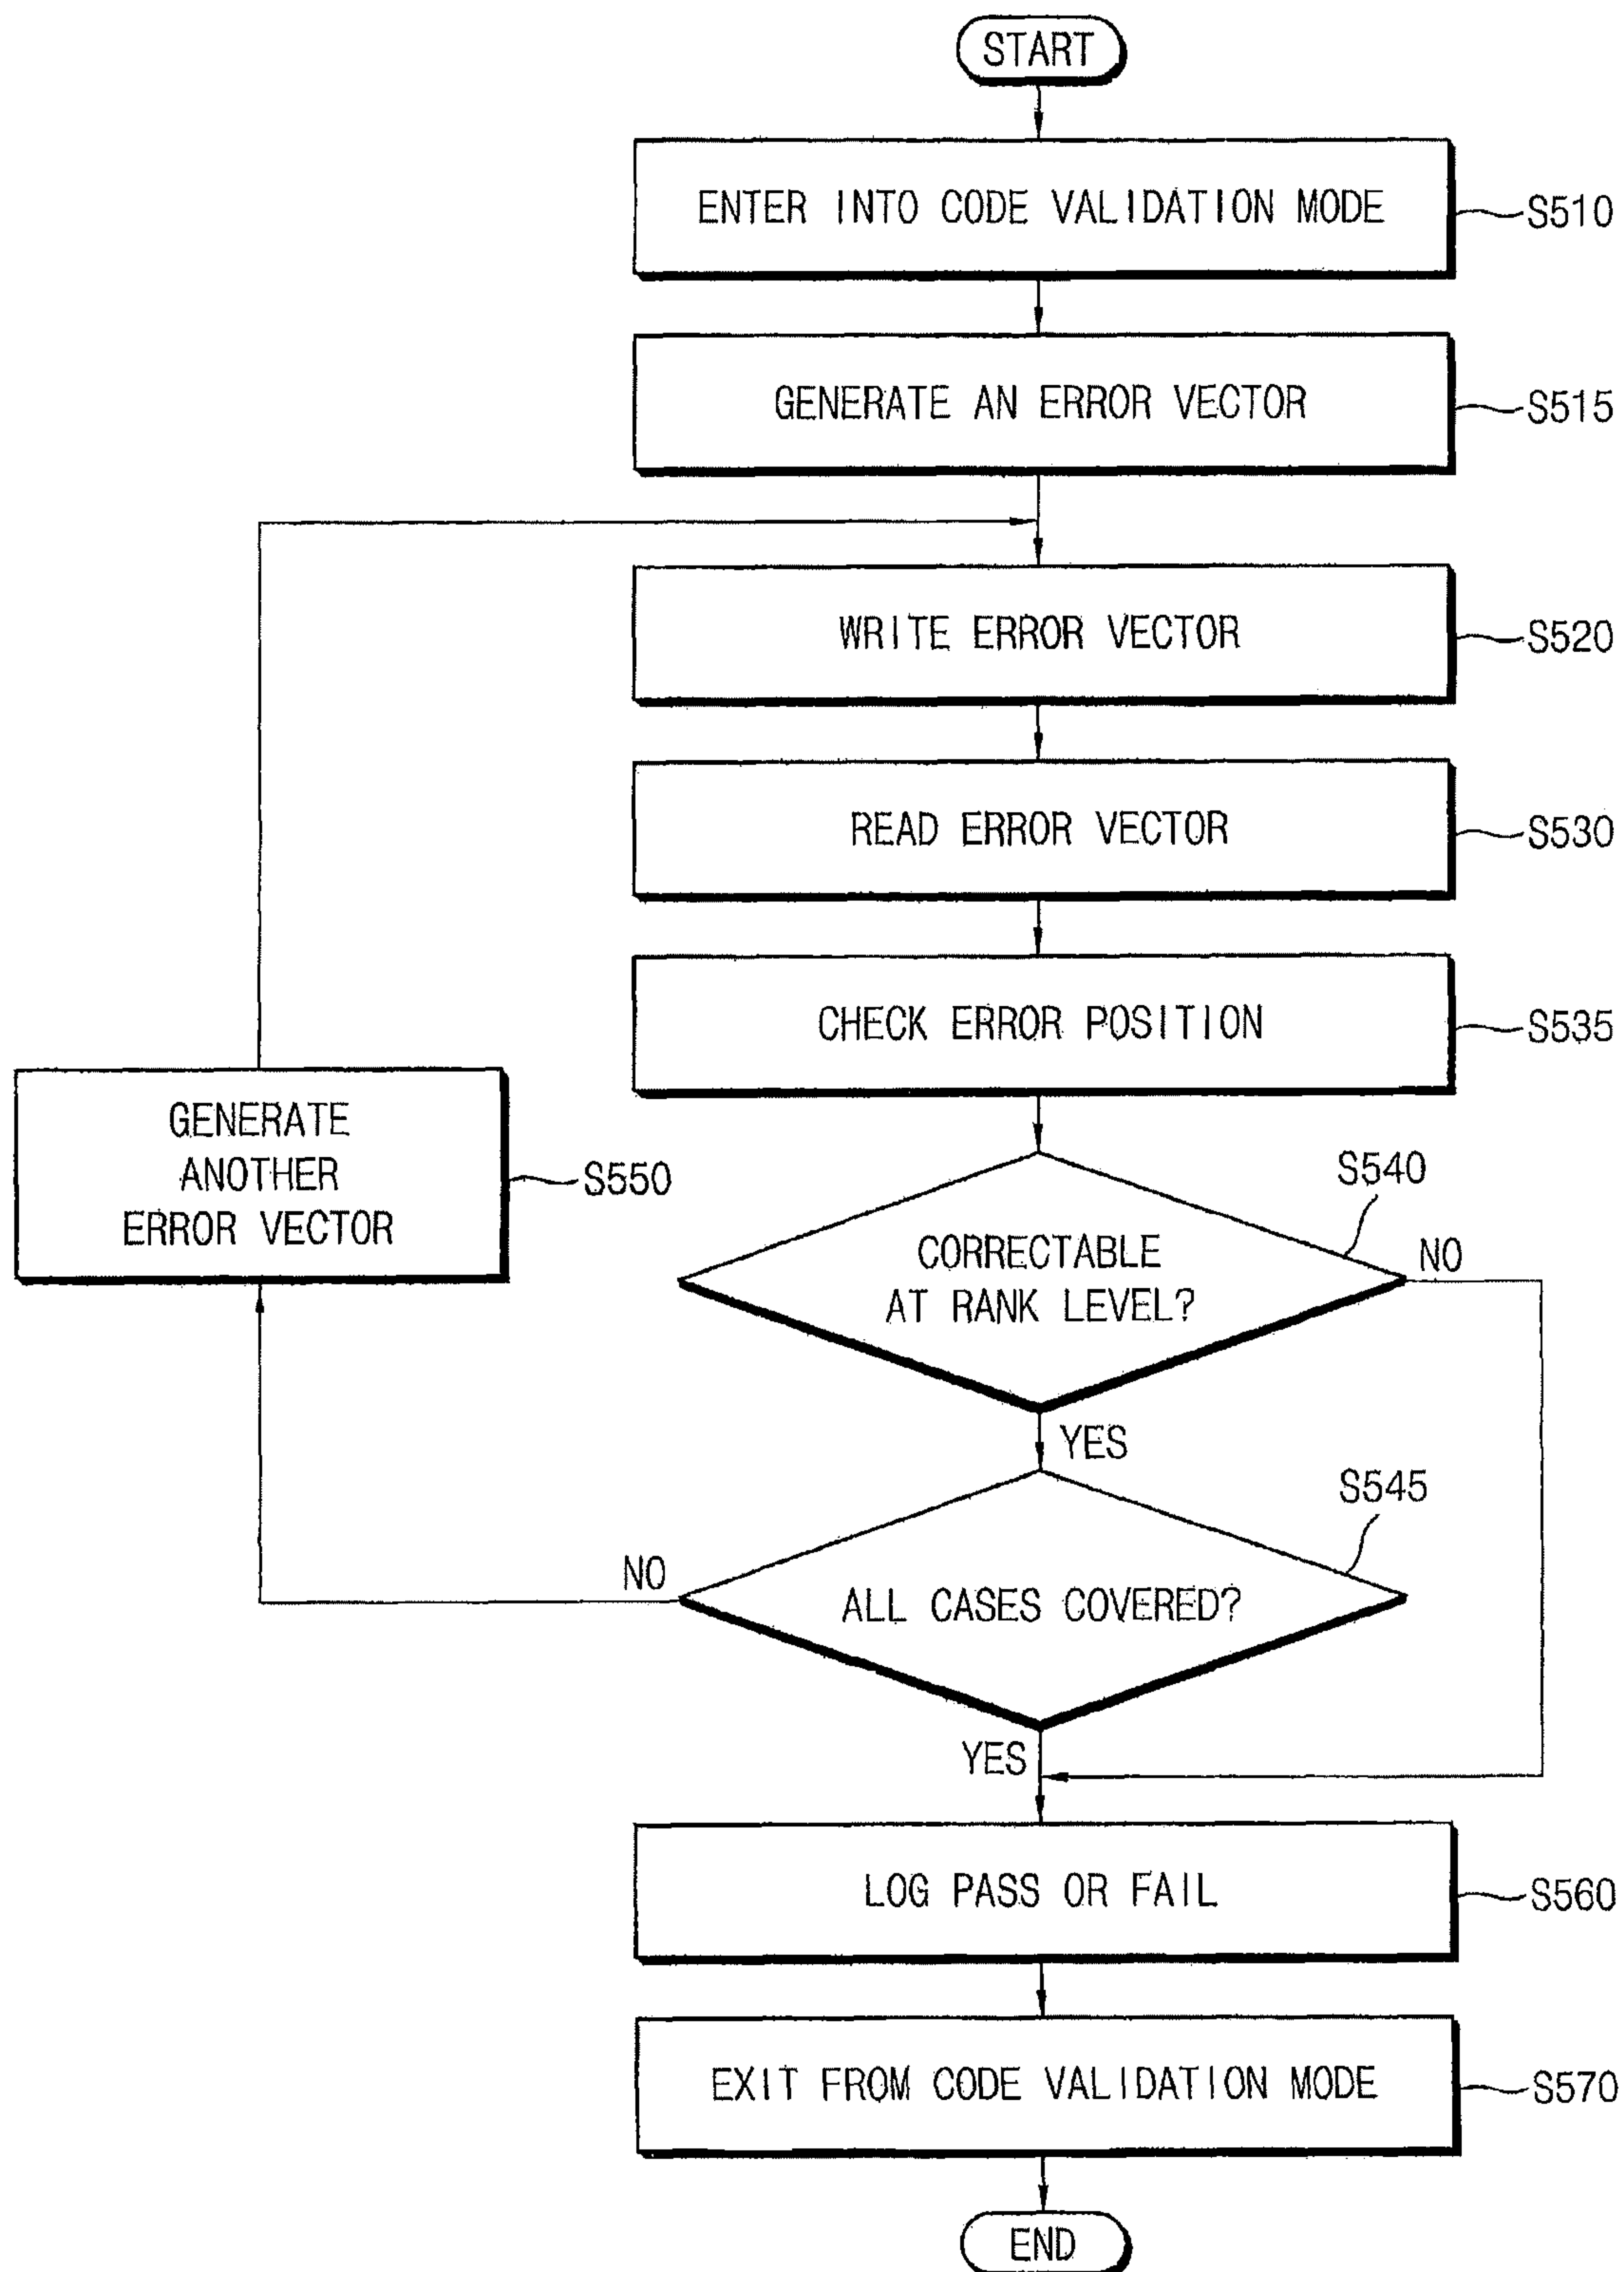 START
ENTER INTO CODE VALIDATION MODE
S510
GENERATE AN ERROR VECTOR
S515
WRITE ERROR VECTOR
S520
READ ERROR VECTOR
S530
CHECK ERROR POSITION
S535
GENERATE
ANOTHER
ERROR VECTOR
S550
S540
CORRECTABLE
AT RANK LEVEL?
NO
YES
S545
NO
ALL CASES COVERED?
YES
LOG PASS OR FAIL
S560
EXIT FROM CODE VALIDATION MODE
S570
END